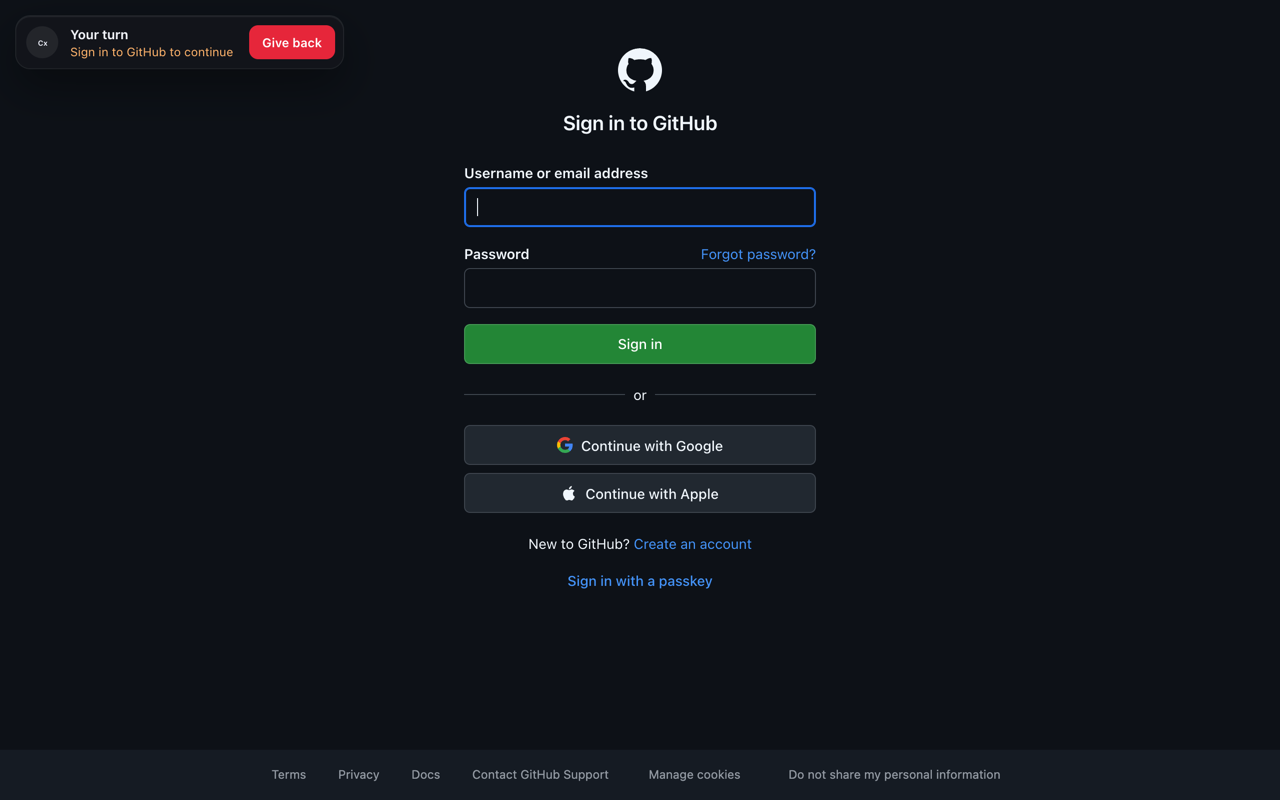 Cx
Your turn
Sign in to GitHub to continue
Give back
Sign in to GitHub
Username or email address
Password
Forgot password?
Sign in
or
Continue with Google
Continue with Apple
New to GitHub? Create an account
Sign in with a passkey
Terms
Privacy
Docs
Contact GitHub Support
Manage cookies
Do not share my personal information